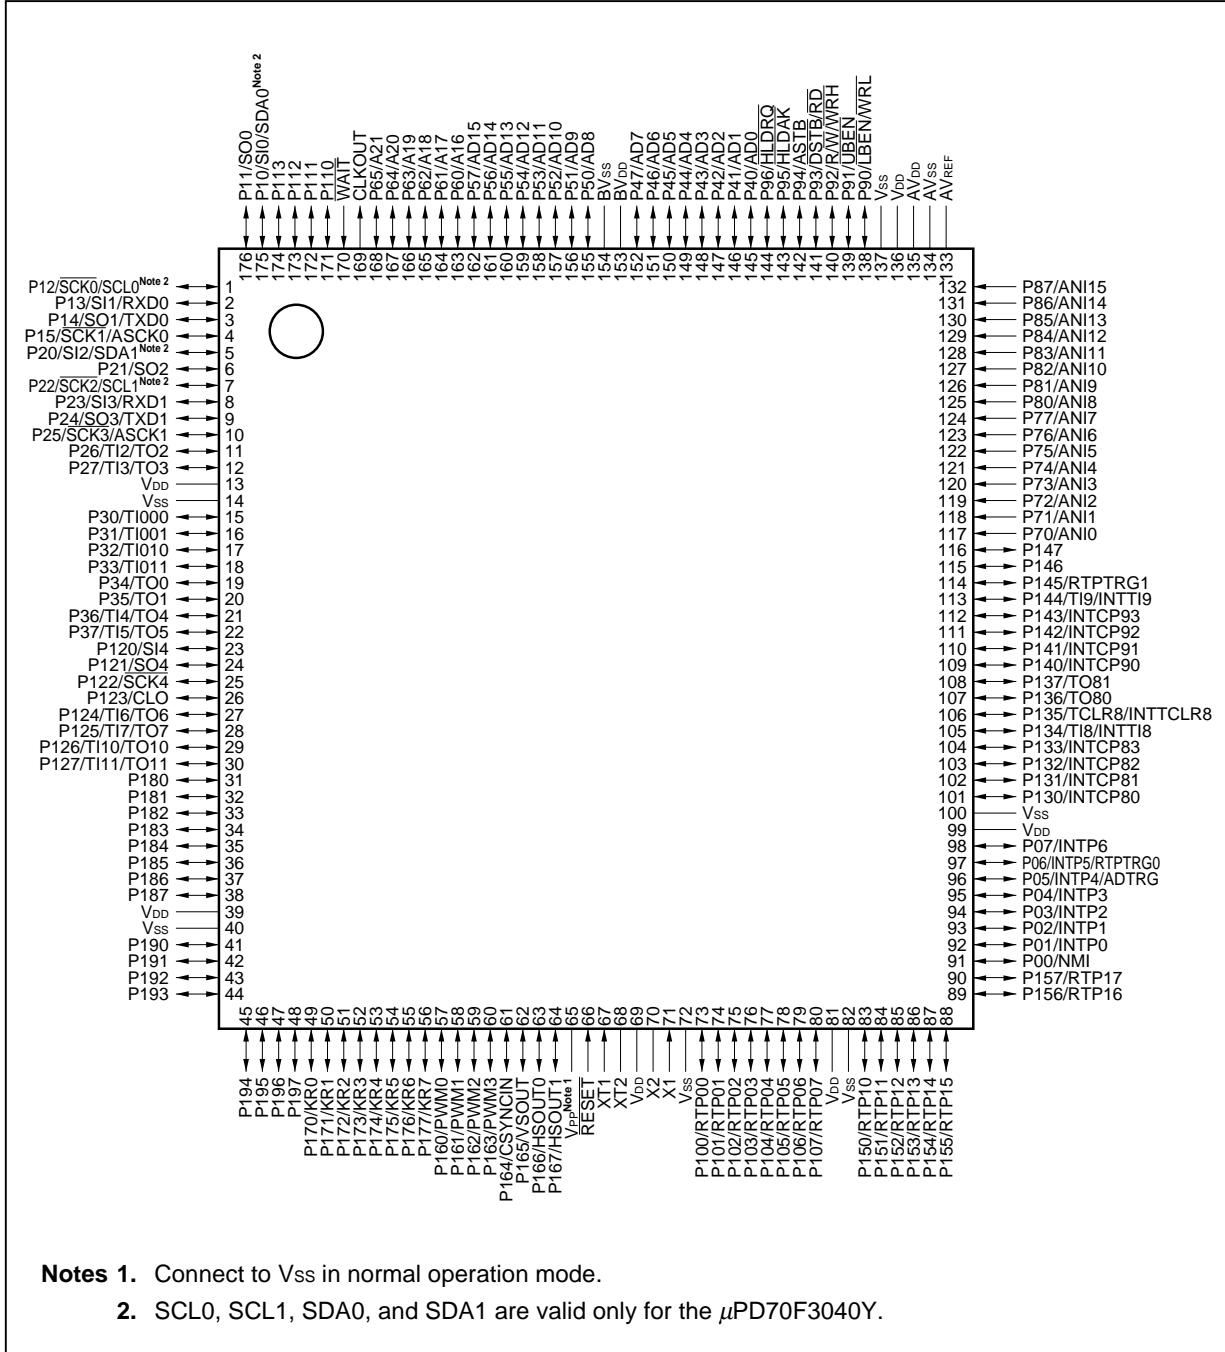 P11/SO0
P10/SI0/SDA0Note 2
P113
P112
P111
P110
WAIT
CLKOUT
P65/A21
P64/A20
P63/A19
P62/A18
P61/A17
P60/A16
P57/AD15
P56/AD14
P55/AD13
P54/AD12
P53/AD11
P52/AD10
P51/AD9
P50/AD8
BVSS
BVDD
P47/AD7
P46/AD6
P45/AD5
P44/AD4
P43/AD3
P42/AD2
P41/AD1
P40/AD0
P96/HLDRQ
P95/HLDAK
P94/ASTB
P93/DSTB/RD
P92/R/W/WRH
P91/UBEN
P90/LBEN/WRL
VSS
VDD
AVDD
AVSS
AVREF
176
175
174
173
172
171
170
169
168
167
166
165
164
163
162
161
160
159
158
157
156
155
154
153
152
151
150
149
148
147
146
145
144
143
142
141
140
139
138
137
136
135
134
133
P12/SCK0/SCL0Note 2 1
P13/SI1/RXD0 2
P14/SO1/TXD0 3
P15/SCK1/ASCK0 4
P20/SI2/SDA1Note 2 5
P21/SO2 6
P22/SCK2/SCL1Note 2 7
P23/SI3/RXD1 8
P24/SO3/TXD1 9
P25/SCK3/ASCK1 10
P26/TI2/TO2 11
P27/TI3/TO3 12
VDD 13
VSS 14
P30/TI000 15
P31/TI001 16
P32/TI010 17
P33/TI011 18
P34/TO0 19
P35/TO1 20
P36/TI4/TO4 21
P37/TI5/TO5 22
P120/SI4 23
P121/SO4 24
P122/SCK4 25
P123/CLO 26
P124/TI6/TO6 27
P125/TI7/TO7 28
P126/TI10/TO10 29
P127/TI11/TO11 30
P180 31
P181 32
P182 33
P183 34
P184 35
P185 36
P186 37
P187 38
VDD 39
VSS 40
P190 41
P191 42
P192 43
P193 44
132 P87/ANI15
131 P86/ANI14
130 P85/ANI13
129 P84/ANI12
128 P83/ANI11
127 P82/ANI10
126 P81/ANI9
125 P80/ANI8
124 P77/ANI7
123 P76/ANI6
122 P75/ANI5
121 P74/ANI4
120 P73/ANI3
119 P72/ANI2
118 P71/ANI1
117 P70/ANI0
116 P147
115 P146
114 P145/RTPTRG1
113 P144/TI9/INTTI9
112 P143/INTCP93
111 P142/INTCP92
110 P141/INTCP91
109 P140/INTCP90
108 P137/TO81
107 P136/TO80
106 P135/TCLR8/INTTCLR8
105 P134/TI8/INTTI8
104 P133/INTCP83
103 P132/INTCP82
102 P131/INTCP81
101 P130/INTCP80
100 VSS
99 VDD
98 P07/INTP6
97 P06/INTP5/RTPTRG0
96 P05/INTP4/ADTRG
95 P04/INTP3
94 P03/INTP2
93 P02/INTP1
92 P01/INTP0
91 P00/NMI
90 P157/RTP17
89 P156/RTP16
45
46
47
48
49
50
51
52
53
54
55
56
57
58
59
60
61
62
63
64
65
66
67
68
69
70
71
72
73
74
75
76
77
78
79
80
81
82
83
84
85
86
87
88
P194
P195
P196
P197
P170/KR0
P171/KR1
P172/KR2
P173/KR3
P174/KR4
P175/KR5
P176/KR6
P177/KR7
P160/PWM0
P161/PWM1
P162/PWM2
P163/PWM3
P164/CSYNCIN
P165/VSOUT
P166/HSOUT0
P167/HSOUT1
VPPNote 1
RESET
XT1
XT2
VDD
X2
X1
VSS
P100/RTP00
P101/RTP01
P102/RTP02
P103/RTP03
P104/RTP04
P105/RTP05
P106/RTP06
P107/RTP07
VDD
VSS
P150/RTP10
P151/RTP11
P152/RTP12
P153/RTP13
P154/RTP14
P155/RTP15
Notes 1. Connect to VSS in normal operation mode.
2. SCL0, SCL1, SDA0, and SDA1 are valid only for the μPD70F3040Y.